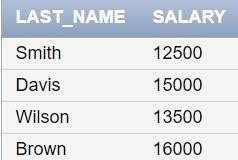 LAST_NAME SALARY
Smith 12500
Davis 15000
Wilson 13500
Brown 16000